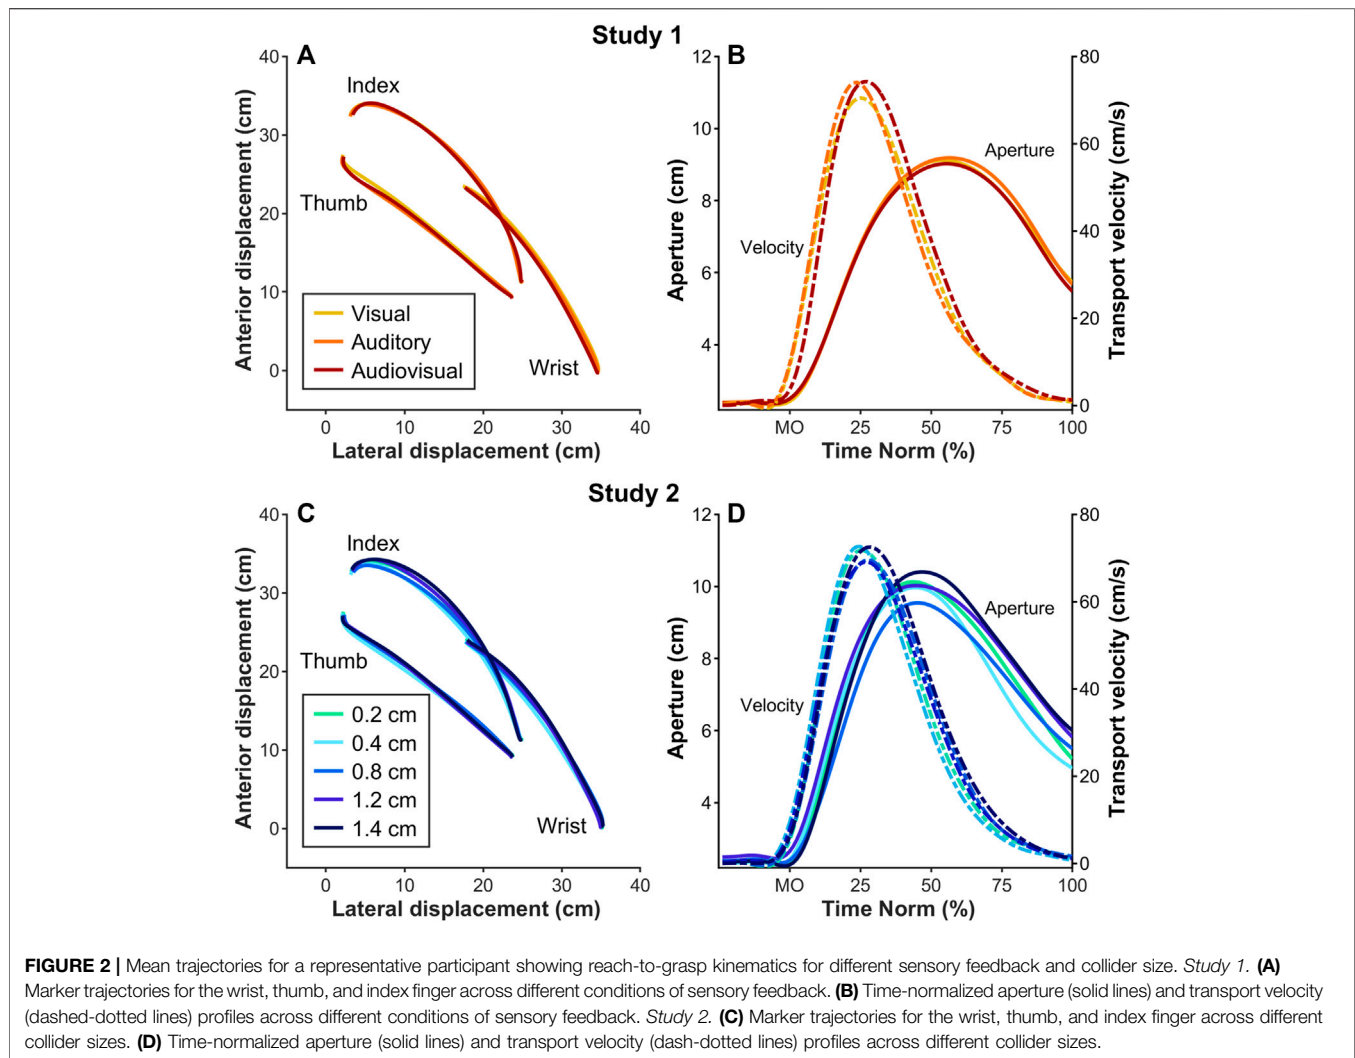 Study 1
A
40
30
20
10
0
Anterior displacement (cm)
Index
Thumb
Wrist
Visual
Auditory
Audiovisual
0 10 20 30 40
Lateral displacement (cm)
B
12
10
8
6
4
Aperture (cm)
Velocity
Aperture
80
60
40
20
0
Transport velocity (cm/s)
MO 25 50 75 100
Time Norm (%)
Study 2
C
40
30
20
10
0
Anterior displacement (cm)
Index
Thumb
Wrist
0.2 cm
0.4 cm
0.8 cm
1.2 cm
1.4 cm
0 10 20 30 40
Lateral displacement (cm)
D
12
10
8
6
4
Aperture (cm)
Velocity
Aperture
80
60
40
20
0
Transport velocity (cm/s)
MO 25 50 75 100
Time Norm (%)
FIGURE 2 | Mean trajectories for a representative participant showing reach-to-grasp kinematics for different sensory feedback and collider size. Study 1. (A)
Marker trajectories for the wrist, thumb, and index finger across different conditions of sensory feedback. (B) Time-normalized aperture (solid lines) and transport velocity
(dashed-dotted lines) profiles across different conditions of sensory feedback. Study 2. (C) Marker trajectories for the wrist, thumb, and index finger across different
collider sizes. (D) Time-normalized aperture (solid lines) and transport velocity (dash-dotted lines) profiles across different collider sizes.